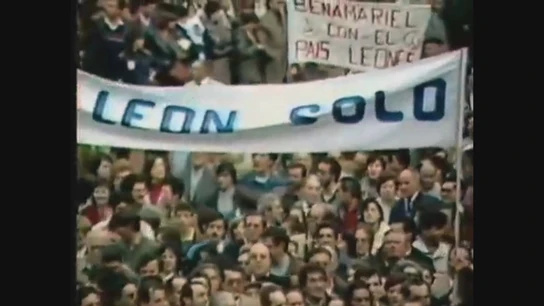 BENAMARIEL
CON EL
PAIS LEONES
LEON SOLO